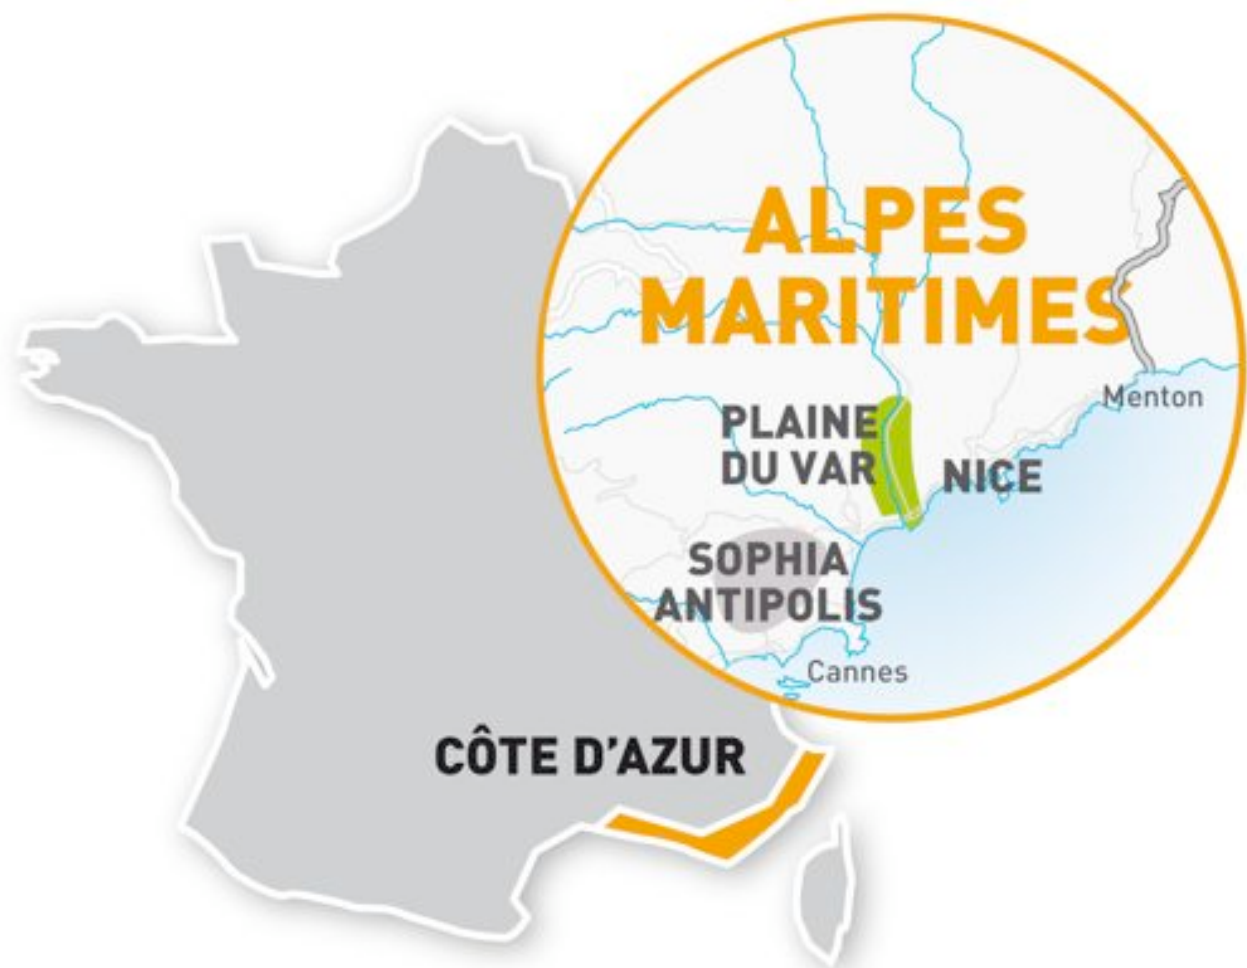 ALPES
MARITIMES
Menton
PLAINE
DU VAR
NICE
SOPHIA
ANTIPOLIS
Cannes
CÔTE D'AZUR